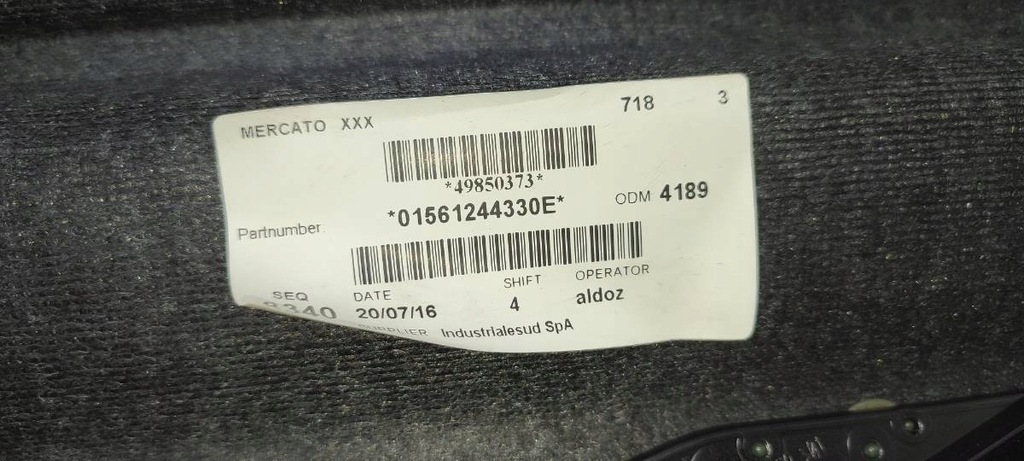 MERCATO XXX 718 3
*49850373*
Partnumber *01561244330E* ODM 4189
SEQ DATE SHIFT OPERATOR
20/07/16 4 aldoz
Industrialesud SpA